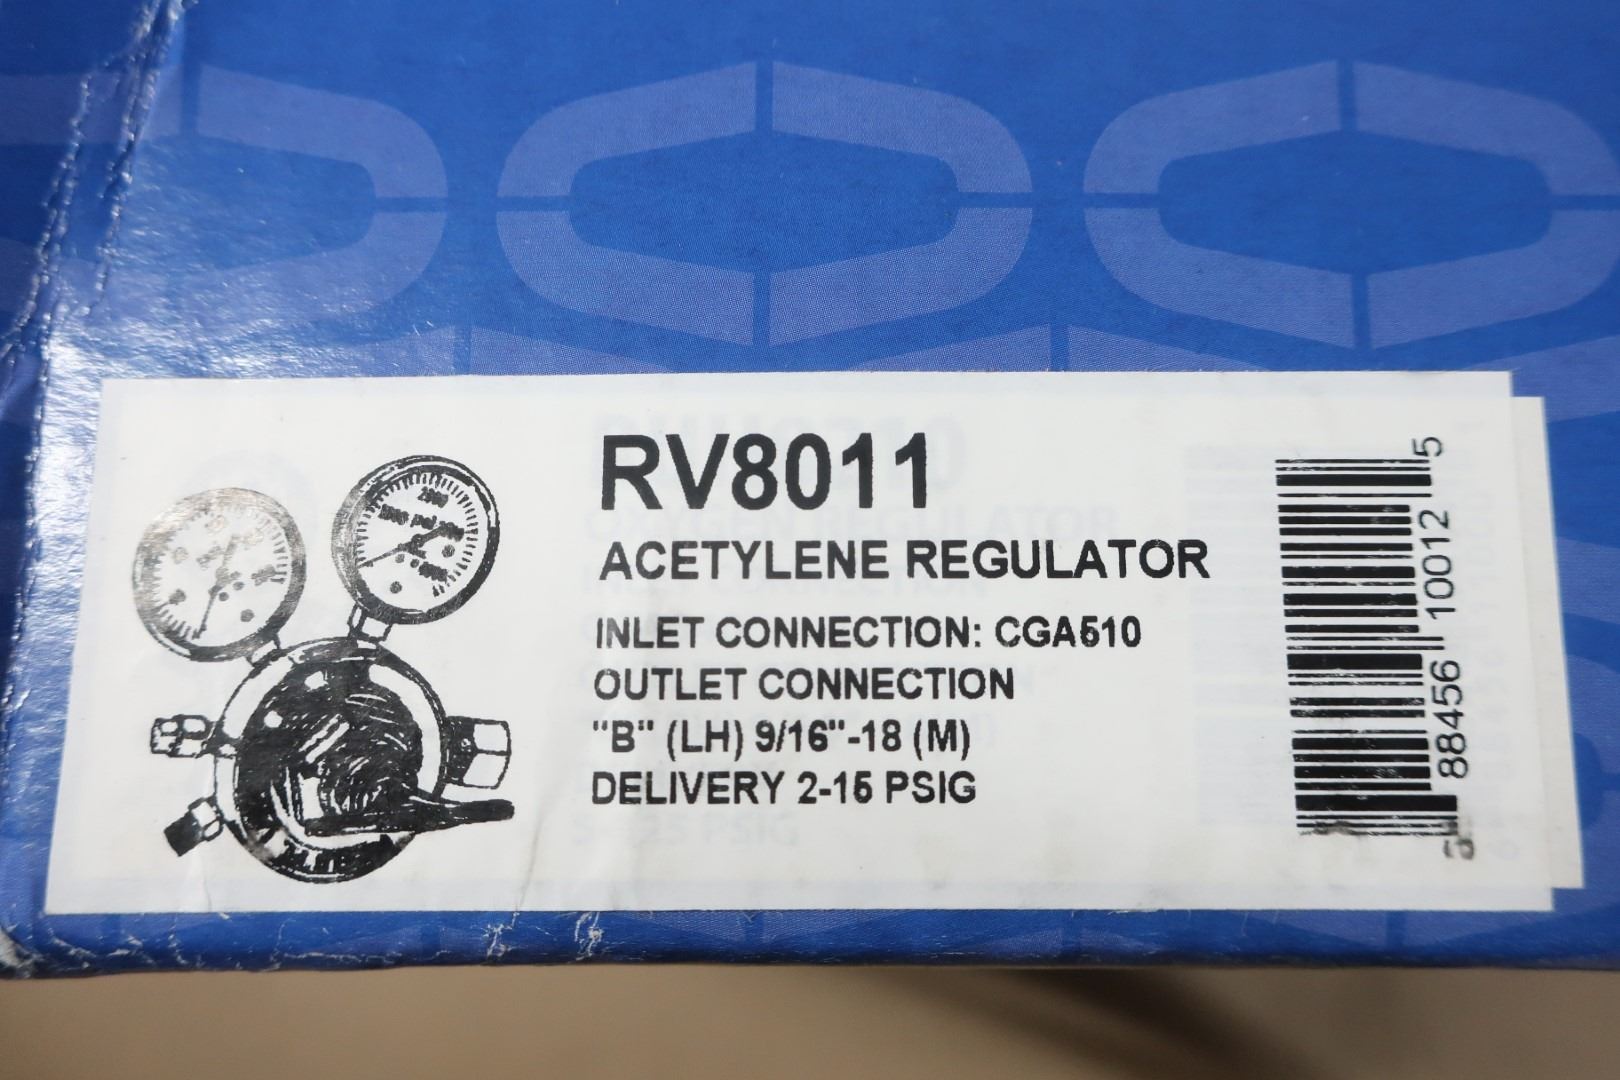 RV8011
ACETYLENE REGULATOR
INLET CONNECTION: CGA510
OUTLET CONNECTION
"B" (LH) 9/16"-18 (M)
DELIVERY 2-15 PSIG
88456 10012 5